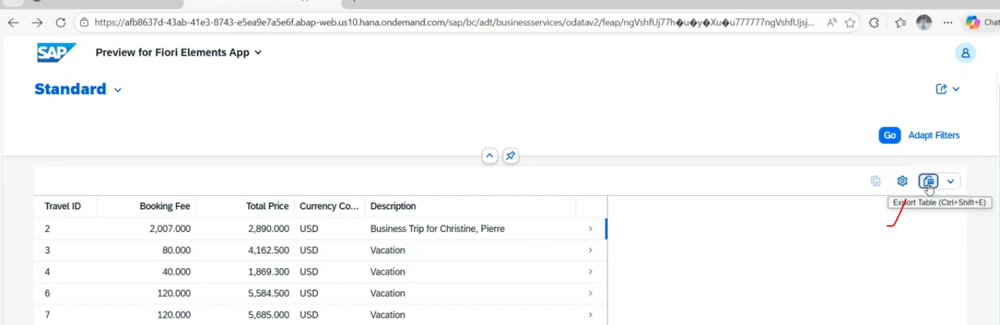 https://afb8637d-43ab-41e3-8743-e5ea9e7a5e6f.abap-web.us10.hana.ondemand.com/sap/bc/adt/businessservices/odatav2/feap/ngVshfUj77h�u�y�Xu�u777777ngVshfUjsj... A Chat
SAP Preview for Fiori Elements App
Standard
Go Adapt Filters
Export Table (Ctrl+Shift+E)
Travel ID Booking Fee Total Price Currency Co... Description
2 2,007.000 2,890.000 USD Business Trip for Christine, Pierre
3 80.000 4,162.500 USD Vacation
4 40.000 1,869.300 USD Vacation
6 120.000 5,584.500 USD Vacation
7 120.000 5,685.000 USD Vacation